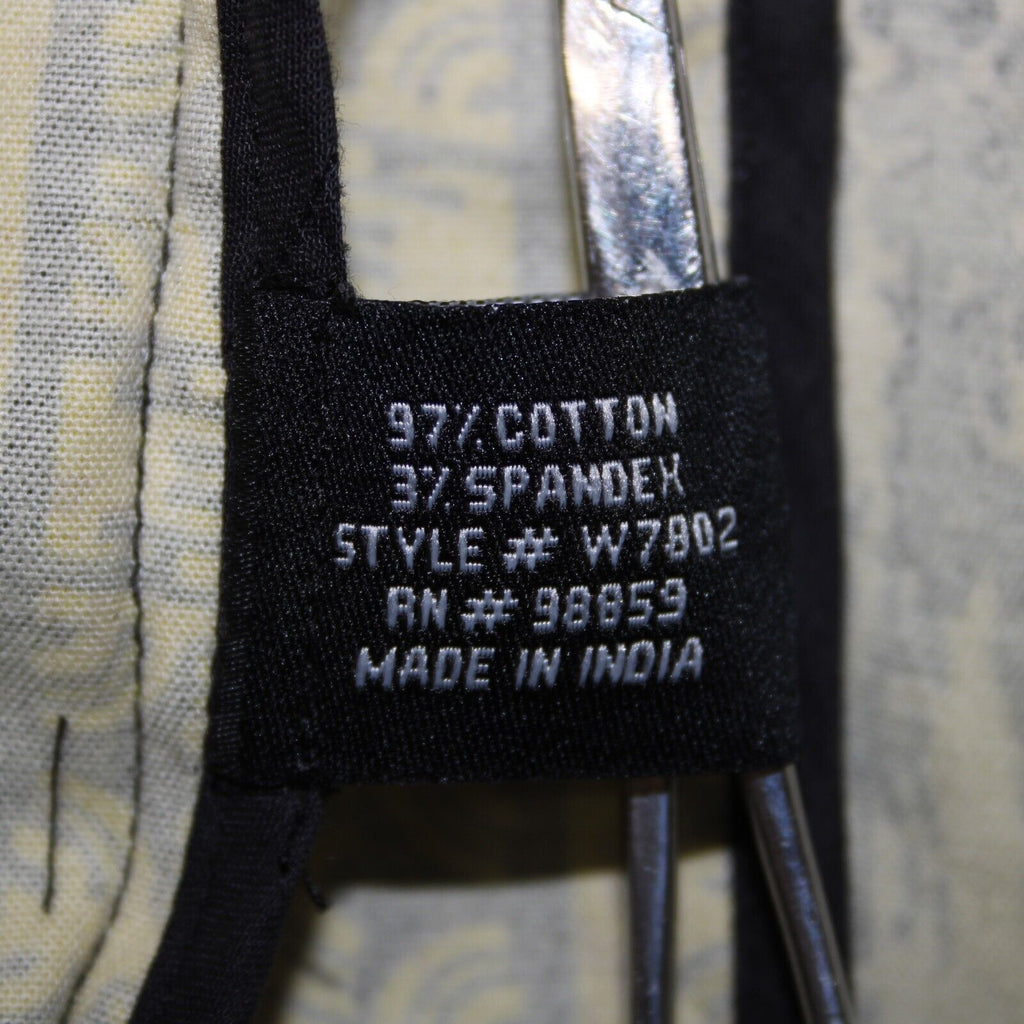 97% COTTON
3% SPANDEX
STYLE # W7802
RN # 98859
MADE IN INDIA